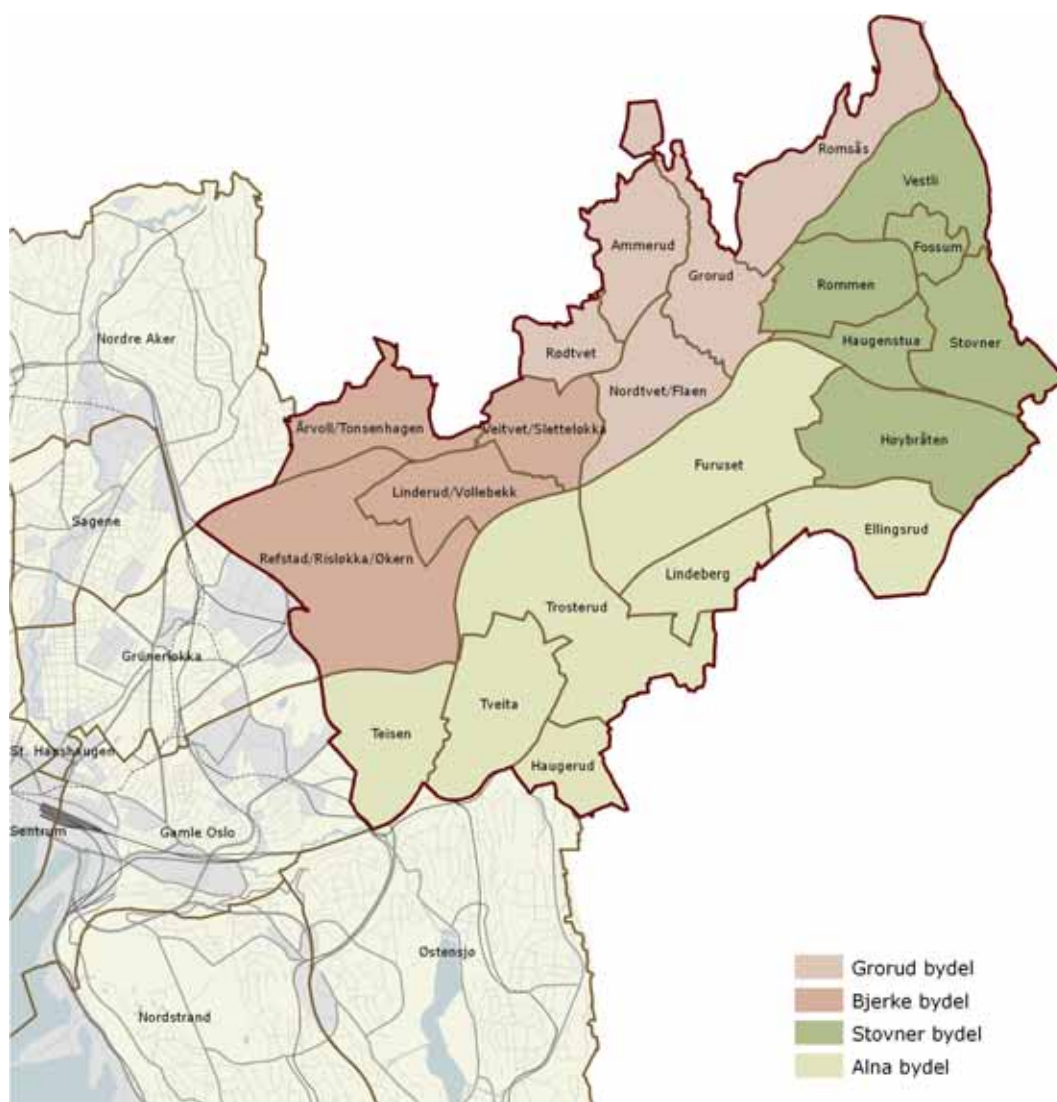 Romsås
Vestli
Ammerud
Fossum
Grorud
Rommen
Nordre Aker
Haugenstua
Stovner
Rødtvet
Nordtvet/Flaen
Årvoll/Tonsenhagen
Veitvet/Sletteløkka
Høybråten
Furuset
Linderud/Vollebekk
Sagene
Ellingsrud
Refstad/Risløkka/Økern
Lindeberg
Trosterud
Grünerløkka
Tveita
Teisen
St. Hanshaugen
Haugerud
Sentrum
Gamle Oslo
Østensjo
Nordstrand
Grorud bydel
Bjerke bydel
Stovner bydel
Alna bydel